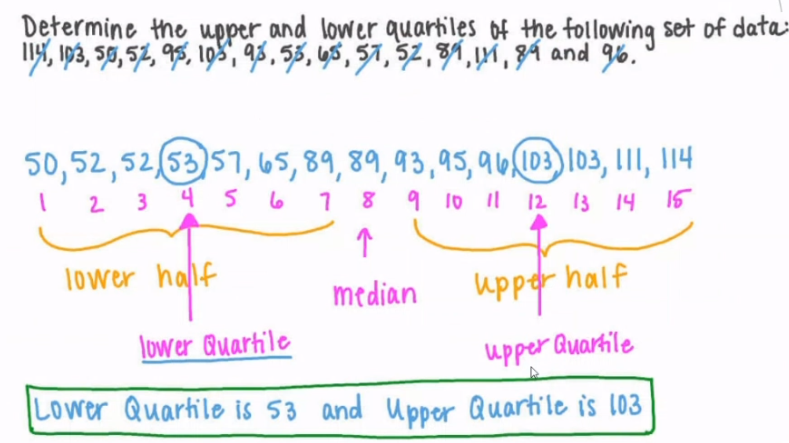 Determine the upper and lower quartiles of the following set of data:
114, 103, 50, 52, 95, 103, 93, 53, 65, 57, 52, 89, 111, 89 and 96.
50, 52, 52, 53, 57, 65, 89, 89, 93, 95, 96, 103, 103, 111, 114
1 2 3 4 5 6 7 8 9 10 11 12 13 14 15
lower half
upper half
median
lower Quartile
upper Quartile
Lower Quartile is 53 and Upper Quartile is 103